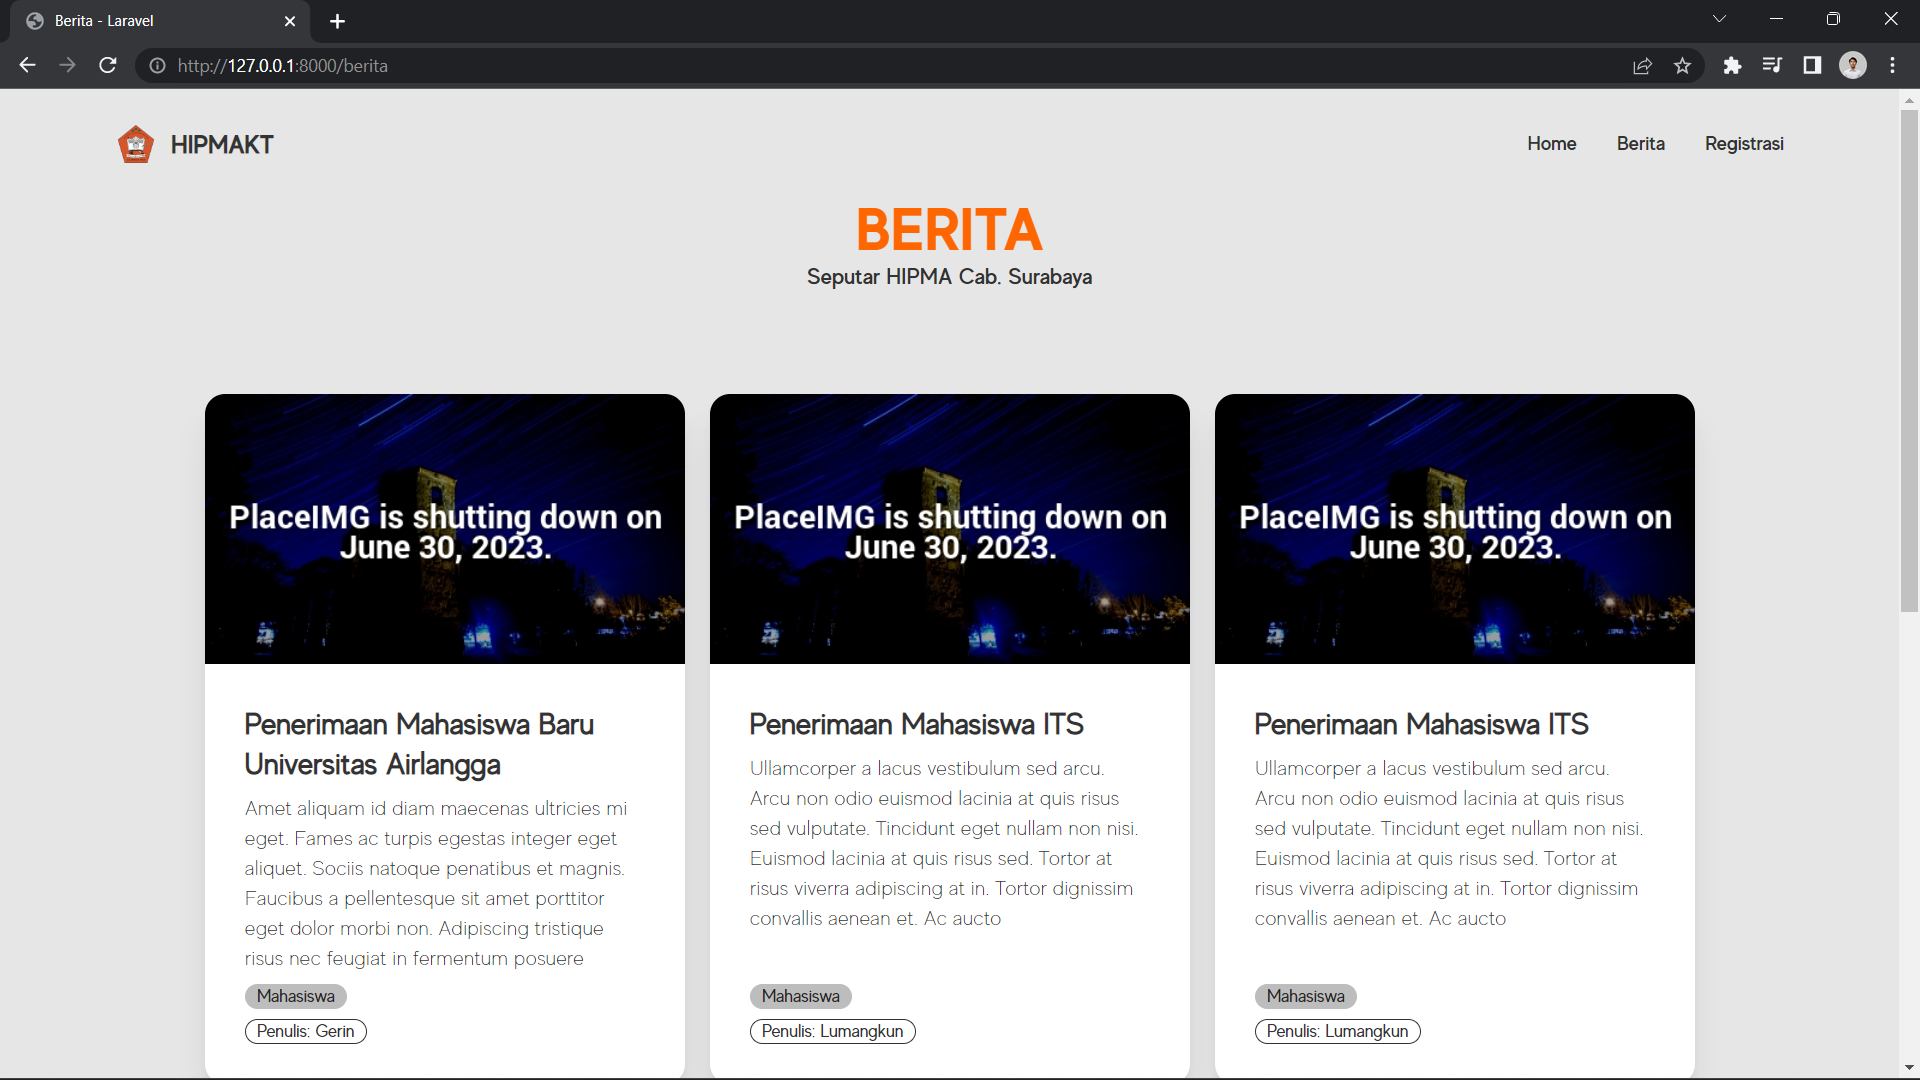 Berita - Laravel
http://127.0.0.1:8000/berita
HIPMAKT
Home
Berita
Registrasi
BERITA
Seputar HIPMA Cab. Surabaya
PlaceIMG is shutting down on
June 30, 2023.
Penerimaan Mahasiswa Baru
Universitas Airlangga
Amet aliquam id diam maecenas ultricies mi
eget. Fames ac turpis egestas integer eget
aliquet. Sociis natoque penatibus et magnis.
Faucibus a pellentesque sit amet porttitor
eget dolor morbi non. Adipiscing tristique
risus nec feugiat in fermentum posuere
Mahasiswa
Penulis: Gerin
PlaceIMG is shutting down on
June 30, 2023.
Penerimaan Mahasiswa ITS
Ullamcorper a lacus vestibulum sed arcu.
Arcu non odio euismod lacinia at quis risus
sed vulputate. Tincidunt eget nullam non nisi.
Euismod lacinia at quis risus sed. Tortor at
risus viverra adipiscing at in. Tortor dignissim
convallis aenean et. Ac aucto
Mahasiswa
Penulis: Lumangkun
PlaceIMG is shutting down on
June 30, 2023.
Penerimaan Mahasiswa ITS
Ullamcorper a lacus vestibulum sed arcu.
Arcu non odio euismod lacinia at quis risus
sed vulputate. Tincidunt eget nullam non nisi.
Euismod lacinia at quis risus sed. Tortor at
risus viverra adipiscing at in. Tortor dignissim
convallis aenean et. Ac aucto
Mahasiswa
Penulis: Lumangkun